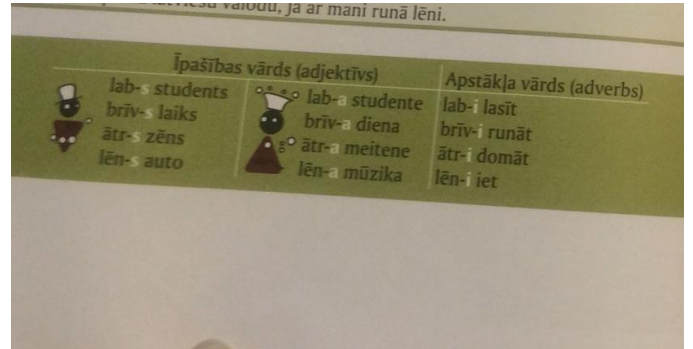 valodu, ja ar mani runā lēni.
Īpašības vārds (adjektīvs) Apstākļa vārds (adverbs)
lab-s students lab-a studente lab-i lasīt
brīv-s laiks brīv-a diena brīv-i runāt
ātr-s zēns ātr-a meitene ātr-i domāt
lēn-s auto lēn-a mūzika lēn-i iet